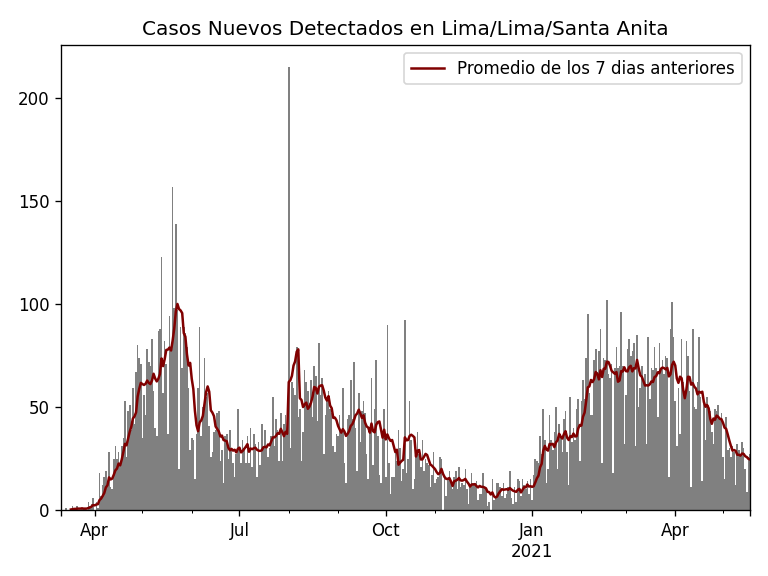 Casos Nuevos Detectados en Lima/Lima/Santa Anita
Promedio de los 7 dias anteriores
200
150
100
50
0
Apr
Jul
Oct
Jan
Apr
2021